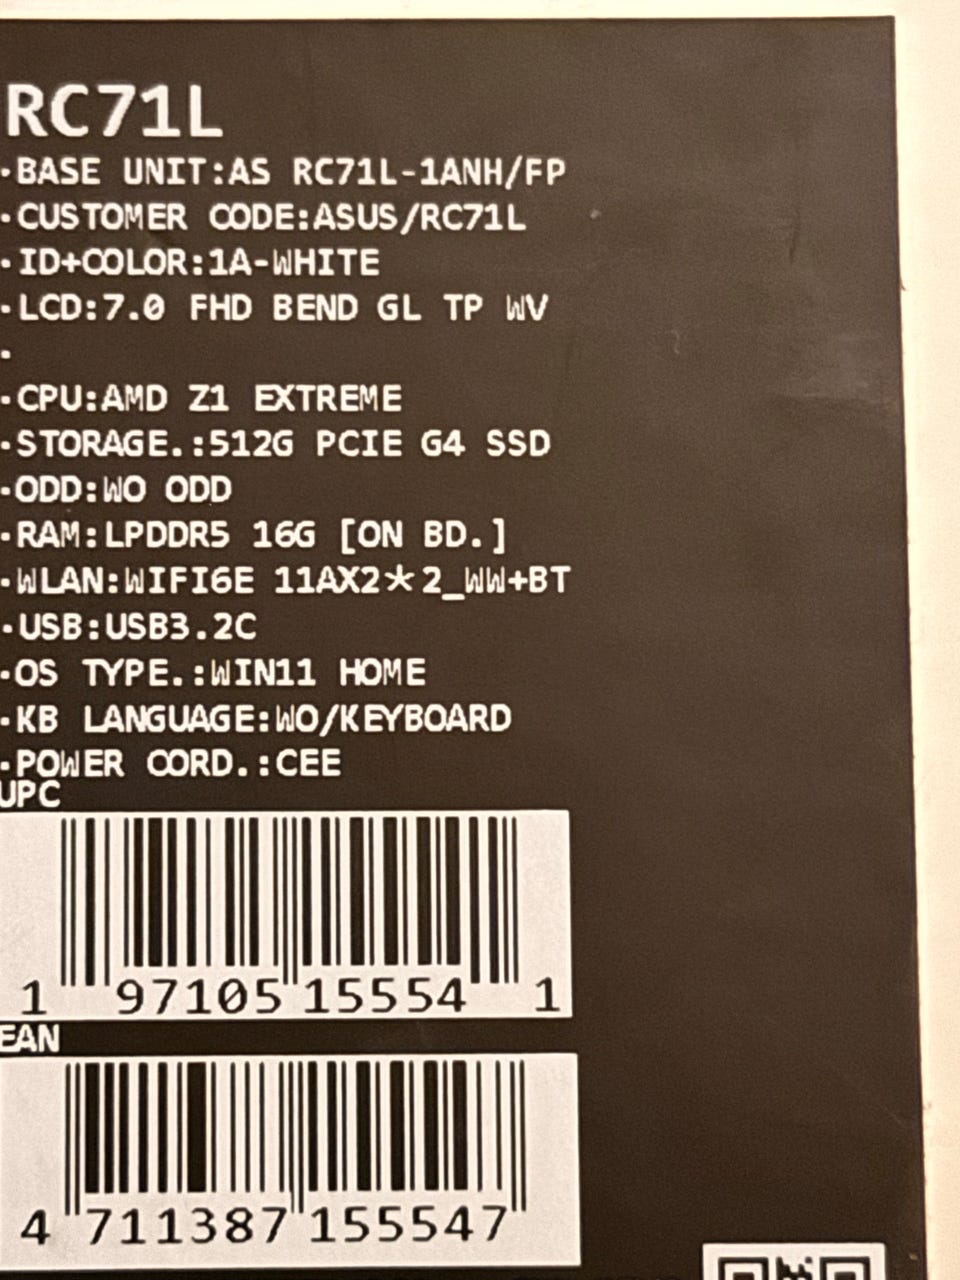 RC71L
·BASE UNIT:AS RC71L-1ANH/FP
·CUSTOMER CODE:ASUS/RC71L
·ID+COLOR:1A-WHITE
·LCD:7.0 FHD BEND GL TP WV
·
·CPU:AMD Z1 EXTREME
·STORAGE.:512G PCIE G4 SSD
·ODD:WO ODD
·RAM:LPDDR5 16G [ON BD.]
·WLAN:WIFI6E 11AX2*2_WW+BT
·USB:USB3.2C
·OS TYPE.:WIN11 HOME
·KB LANGUAGE:WO/KEYBOARD
·POWER CORD.:CEE
UPC
1 97105 15554 1
EAN
4 711387 155547